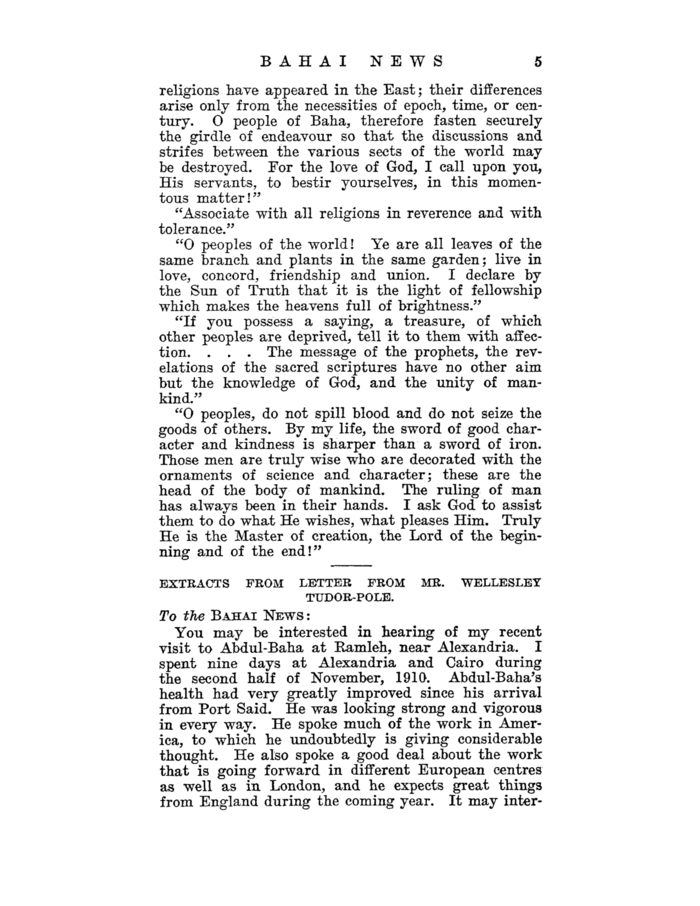 BAHAI NEWS 5
religions have appeared in the East; their differences
arise only from the necessities of epoch, time, or cen-
tury. O people of Baha, therefore fasten securely
the girdle of endeavour so that the discussions and
strifes between the various sects of the world may
be destroyed. For the love of God, I call upon you,
His servants, to bestir yourselves, in this momen-
tous matter!”
“Associate with all religions in reverence and with
tolerance.”
“O peoples of the world! Ye are all leaves of the
same branch and plants in the same garden; live in
love, concord, friendship and union. I declare by
the Sun of Truth that it is the light of fellowship
which makes the heavens full of brightness.”
“If you possess a saying, a treasure, of which
other peoples are deprived, tell it to them with affec-
tion. . . . The message of the prophets, the rev-
elations of the sacred scriptures have no other aim
but the knowledge of God, and the unity of man-
kind.”
“O peoples, do not spill blood and do not seize the
goods of others. By my life, the sword of good char-
acter and kindness is sharper than a sword of iron.
Those men are truly wise who are decorated with the
ornaments of science and character; these are the
head of the body of mankind. The ruling of man
has always been in their hands. I ask God to assist
them to do what He wishes, what pleases Him. Truly
He is the Master of creation, the Lord of the begin-
ning and of the end!”
EXTRACTS FROM LETTER FROM MR. WELLESLEY
TUDOR-POLE.
To the BAHAI NEWS:
You may be interested in hearing of my recent
visit to Abdul-Baha at Ramleh, near Alexandria. I
spent nine days at Alexandria and Cairo during
the second half of November, 1910. Abdul-Baha’s
health had very greatly improved since his arrival
from Port Said. He was looking strong and vigorous
in every way. He spoke much of the work in Amer-
ica, to which he undoubtedly is giving considerable
thought. He also spoke a good deal about the work
that is going forward in different European centres
as well as in London, and he expects great things
from England during the coming year. It may inter-